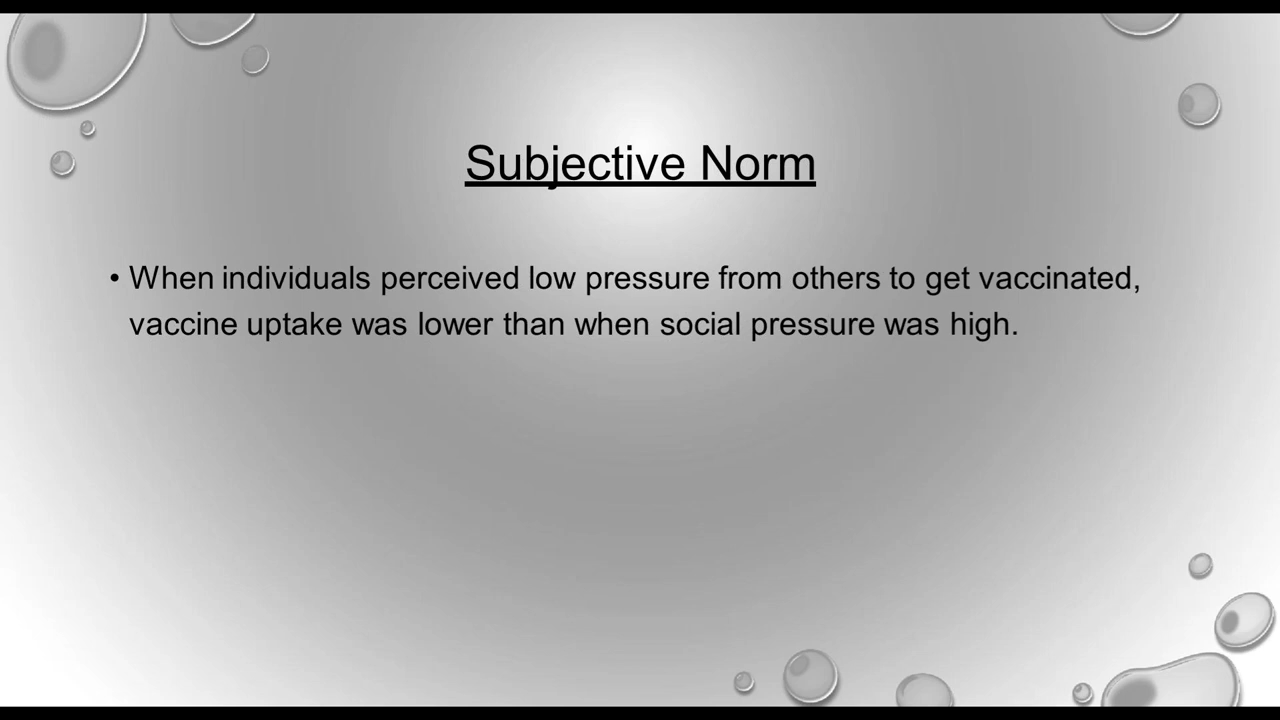 Subjective Norm
• When individuals perceived low pressure from others to get vaccinated,
vaccine uptake was lower than when social pressure was high.